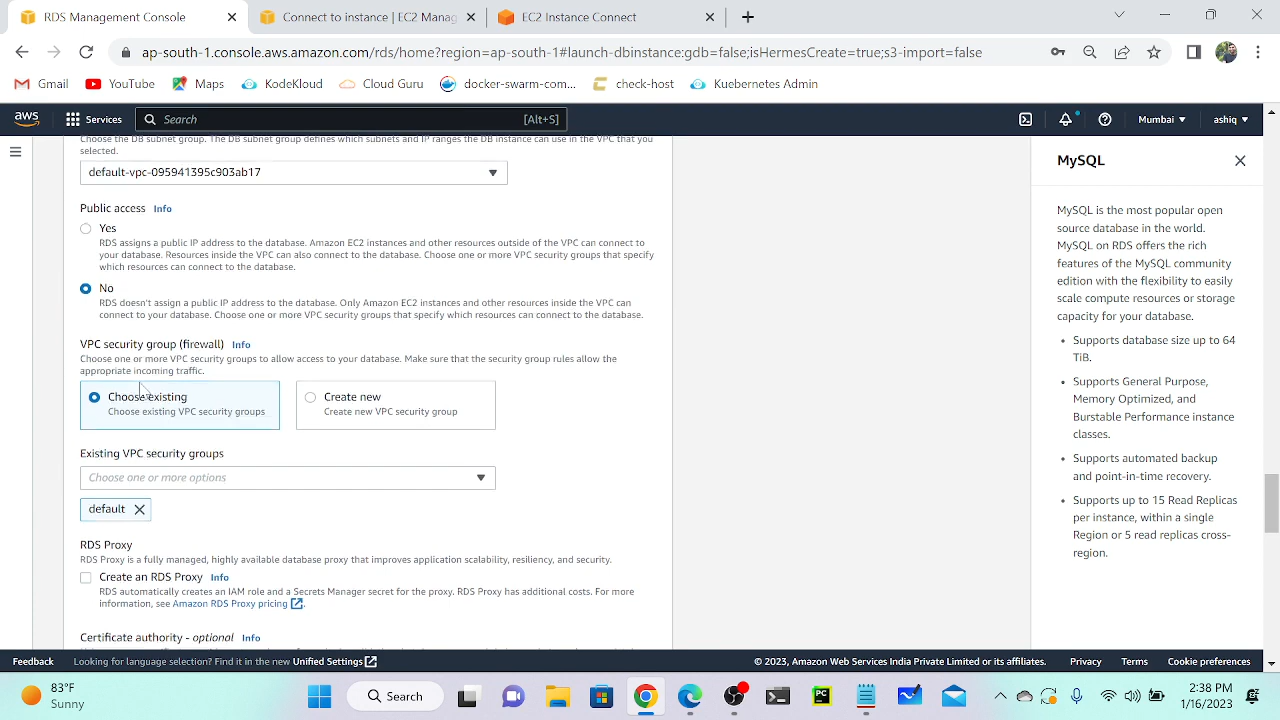 RDS Management Console
Connect to instance | EC2 Manag
EC2 Instance Connect
ap-south-1.console.aws.amazon.com/rds/home?region=ap-south-1#launch-dbinstance:gdb=false;isHermesCreate=true;s3-import=false
Gmail
YouTube
Maps
KodeKloud
Cloud Guru
docker-swarm-com...
check-host
Kubernetes Admin
aws
Services
Search
[Alt+S]
Mumbai
ashiq
Choose the DB subnet group. The DB subnet group defines which subnets and IP ranges the DB instance can use in the VPC that you
selected.
default-vpc-095941395c903ab17
Public access Info
Yes
RDS assigns a public IP address to the database. Amazon EC2 instances and other resources outside of the VPC can connect to
your database. Resources inside the VPC can also connect to the database. Choose one or more VPC security groups that specify
which resources can connect to the database.
No
RDS doesn't assign a public IP address to the database. Only Amazon EC2 instances and other resources inside the VPC can
connect to your database. Choose one or more VPC security groups that specify which resources can connect to the database.
VPC security group (firewall) Info
Choose one or more VPC security groups to allow access to your database. Make sure that the security group rules allow the
appropriate incoming traffic.
Choose existing
Choose existing VPC security groups
Create new
Create new VPC security group
Existing VPC security groups
Choose one or more options
default
RDS Proxy
RDS Proxy is a fully managed, highly available database proxy that improves application scalability, resiliency, and security.
Create an RDS Proxy Info
RDS automatically creates an IAM role and a Secrets Manager secret for the proxy. RDS Proxy has additional costs. For more
information, see Amazon RDS Proxy pricing.
Certificate authority - optional Info
MySQL
MySQL is the most popular open
source database in the world.
MySQL on RDS offers the rich
features of the MySQL community
edition with the flexibility to easily
scale compute resources or storage
capacity for your database.
• Supports database size up to 64
TiB.
• Supports General Purpose,
Memory Optimized, and
Burstable Performance instance
classes.
• Supports automated backup
and point-in-time recovery.
• Supports up to 15 Read Replicas
per instance, within a single
Region or 5 read replicas cross-
region.
Feedback
Looking for language selection? Find it in the new Unified Settings
© 2023, Amazon Web Services India Private Limited or its affiliates.
Privacy
Terms
Cookie preferences
83°F
Sunny
Search
PC
2:38 PM
1/16/2023